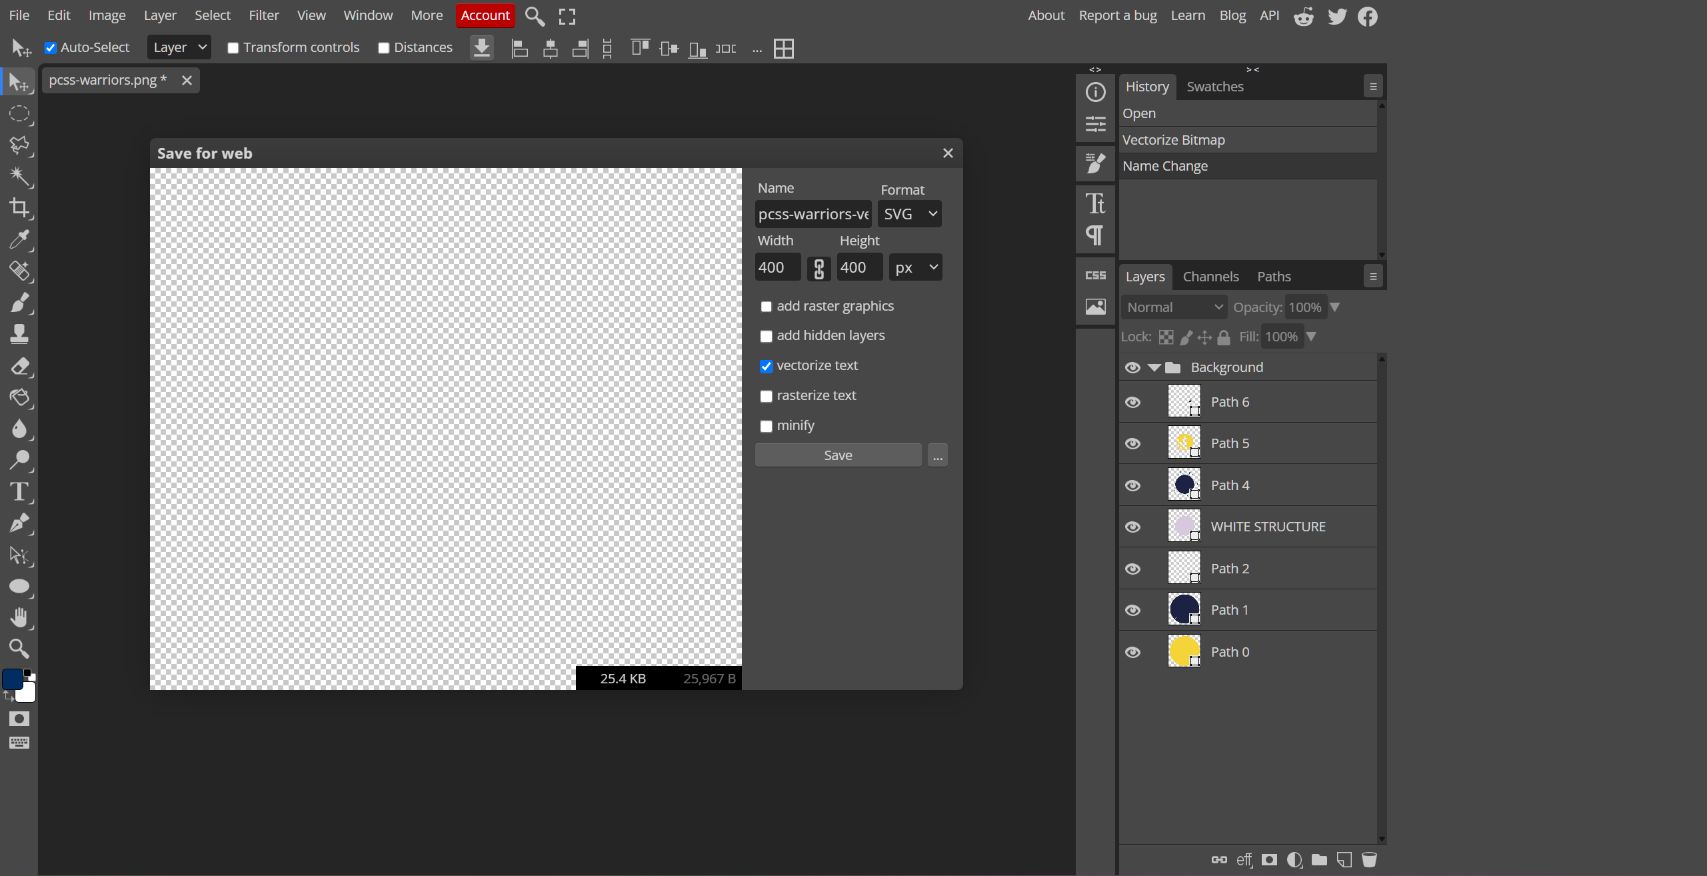 File Edit Image Layer Select Filter View Window More Account About Report a bug Learn Blog API
Auto-Select Layer Transform controls Distances ...
pcss-warriors.png *
Save for web
Name Format
pcss-warriors-ve SVG
Width Height
400 400 px
add raster graphics
add hidden layers
vectorize text
rasterize text
minify
Save ...
25.4 KB 25,967 B
< > > <
History Swatches
Open
Vectorize Bitmap
Name Change
CSS
Layers Channels Paths
Normal Opacity: 100%
Lock: Fill: 100%
Background
Path 6
Path 5
Path 4
WHITE STRUCTURE
Path 2
Path 1
Path 0
eff